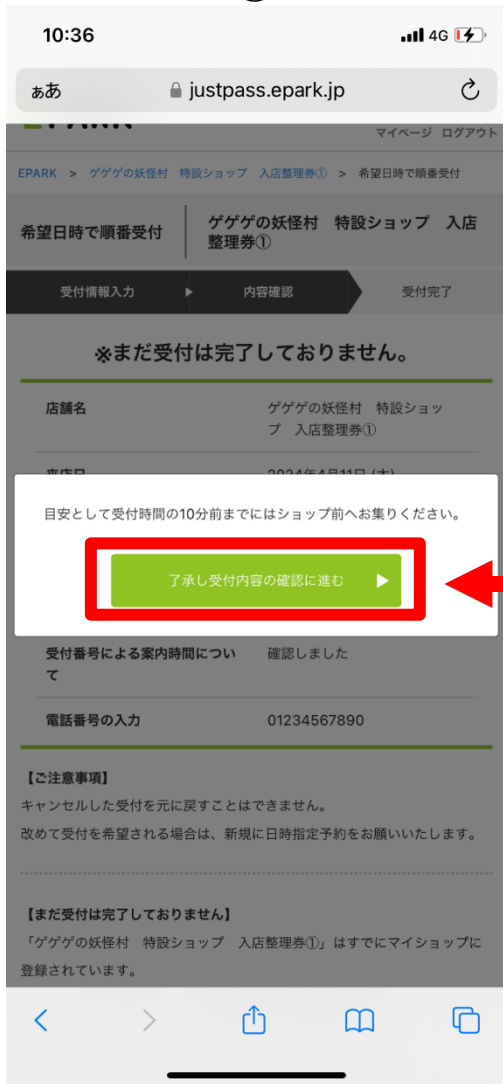 10:36
4G
ぁあ
justpass.epark.jp
マイページ ログアウト
EPARK > ゲゲゲの妖怪村 特設ショップ 入店整理券① > 希望日時で順番受付
希望日時で順番受付
ゲゲゲの妖怪村 特設ショップ 入店
整理券①
受付情報入力 ▶ 内容確認 受付完了
※まだ受付は完了しておりません。
店舗名
ゲゲゲの妖怪村 特設ショッ
プ 入店整理券①
来店日 2024年4月11日 (木)
目安として受付時間の10分前までにはショップ前へお集りください。
了承し受付内容の確認に進む ▶
受付番号による案内時間につい
て
確認しました
電話番号の入力 01234567890
【ご注意事項】
キャンセルした受付を元に戻すことはできません。
改めて受付を希望される場合は、新規に日時指定予約をお願いいたします。
【まだ受付は完了しておりません】
「ゲゲゲの妖怪村 特設ショップ 入店整理券①」はすでにマイショップに
登録されています。